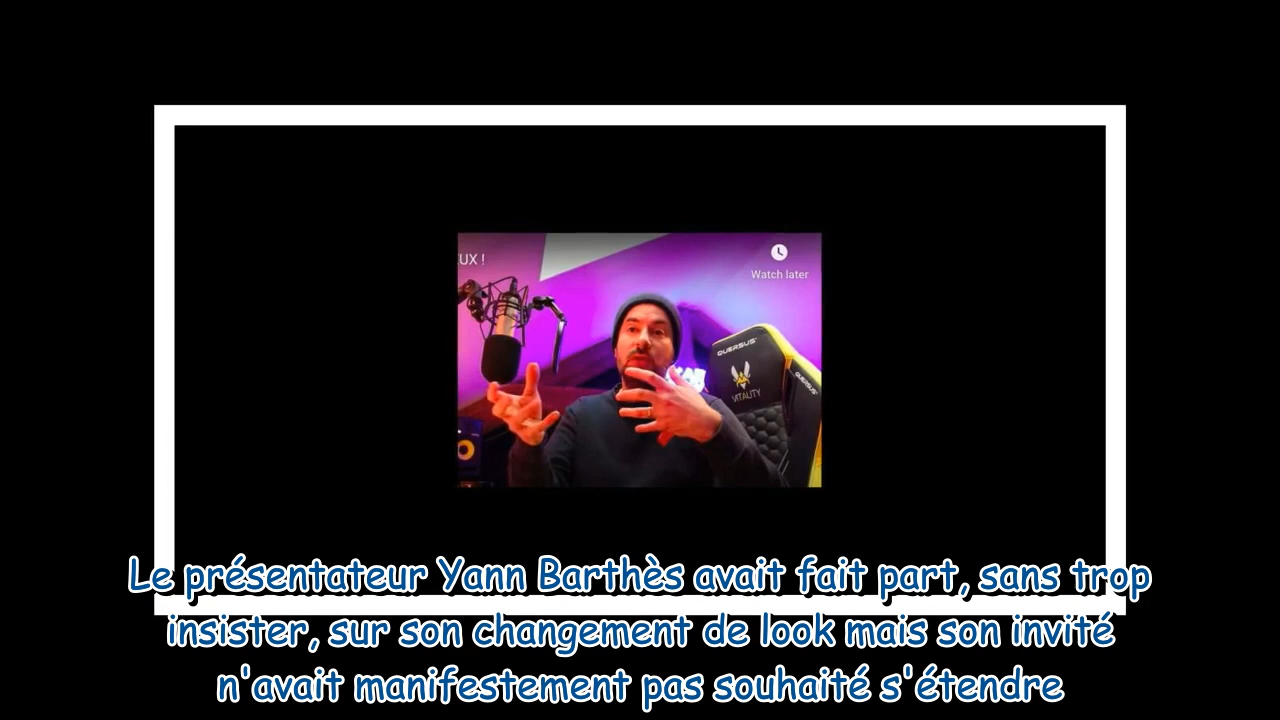 UX !
Watch later
QUERSUS
QUERSUS
VITALITY
Le présentateur Yann Barthès avait fait part, sans trop
insister, sur son changement de look mais son invité
n'avait manifestement pas souhaité s'étendre